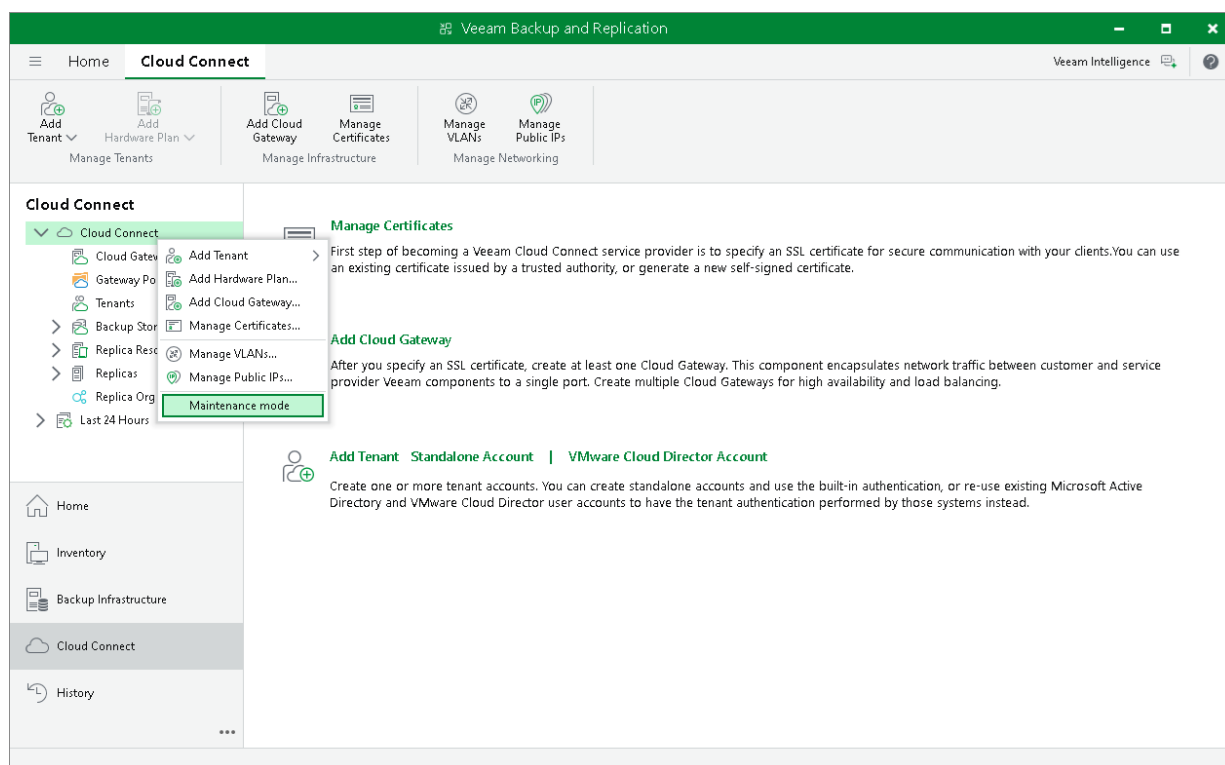 Veeam Backup and Replication
Home
Cloud Connect
Veeam Intelligence
Add
Tenant
Add
Hardware Plan
Manage Tenants
Add Cloud
Gateway
Manage
Certificates
Manage Infrastructure
Manage
VLANs
Manage
Public IPs
Manage Networking
Cloud Connect
Cloud Connect
Cloud Gatew
Gateway Po
Tenants
Backup Stor
Replica Reso
Replicas
Replica Org
Last 24 Hours
Add Tenant
Add Hardware Plan...
Add Cloud Gateway...
Manage Certificates...
Manage VLANs...
Manage Public IPs...
Maintenance mode
Manage Certificates
First step of becoming a Veeam Cloud Connect service provider is to specify an SSL certificate for secure communication with your clients.You can use
an existing certificate issued by a trusted authority, or generate a new self-signed certificate.
Add Cloud Gateway
After you specify an SSL certificate, create at least one Cloud Gateway. This component encapsulates network traffic between customer and service
provider Veeam components to a single port. Create multiple Cloud Gateways for high availability and load balancing.
Add Tenant Standalone Account | VMware Cloud Director Account
Create one or more tenant accounts. You can create standalone accounts and use the built-in authentication, or re-use existing Microsoft Active
Directory and VMware Cloud Director user accounts to have the tenant authentication performed by those systems instead.
Home
Inventory
Backup Infrastructure
Cloud Connect
History